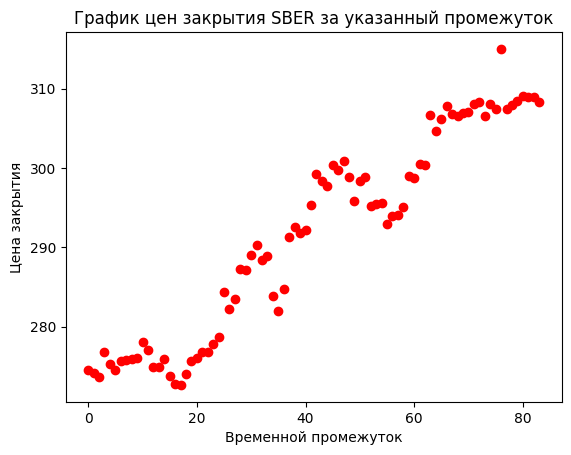 График цен закрытия SBER за указанный промежуток
Цена закрытия
310
300
290
280
0 20 40 60 80
Временной промежуток